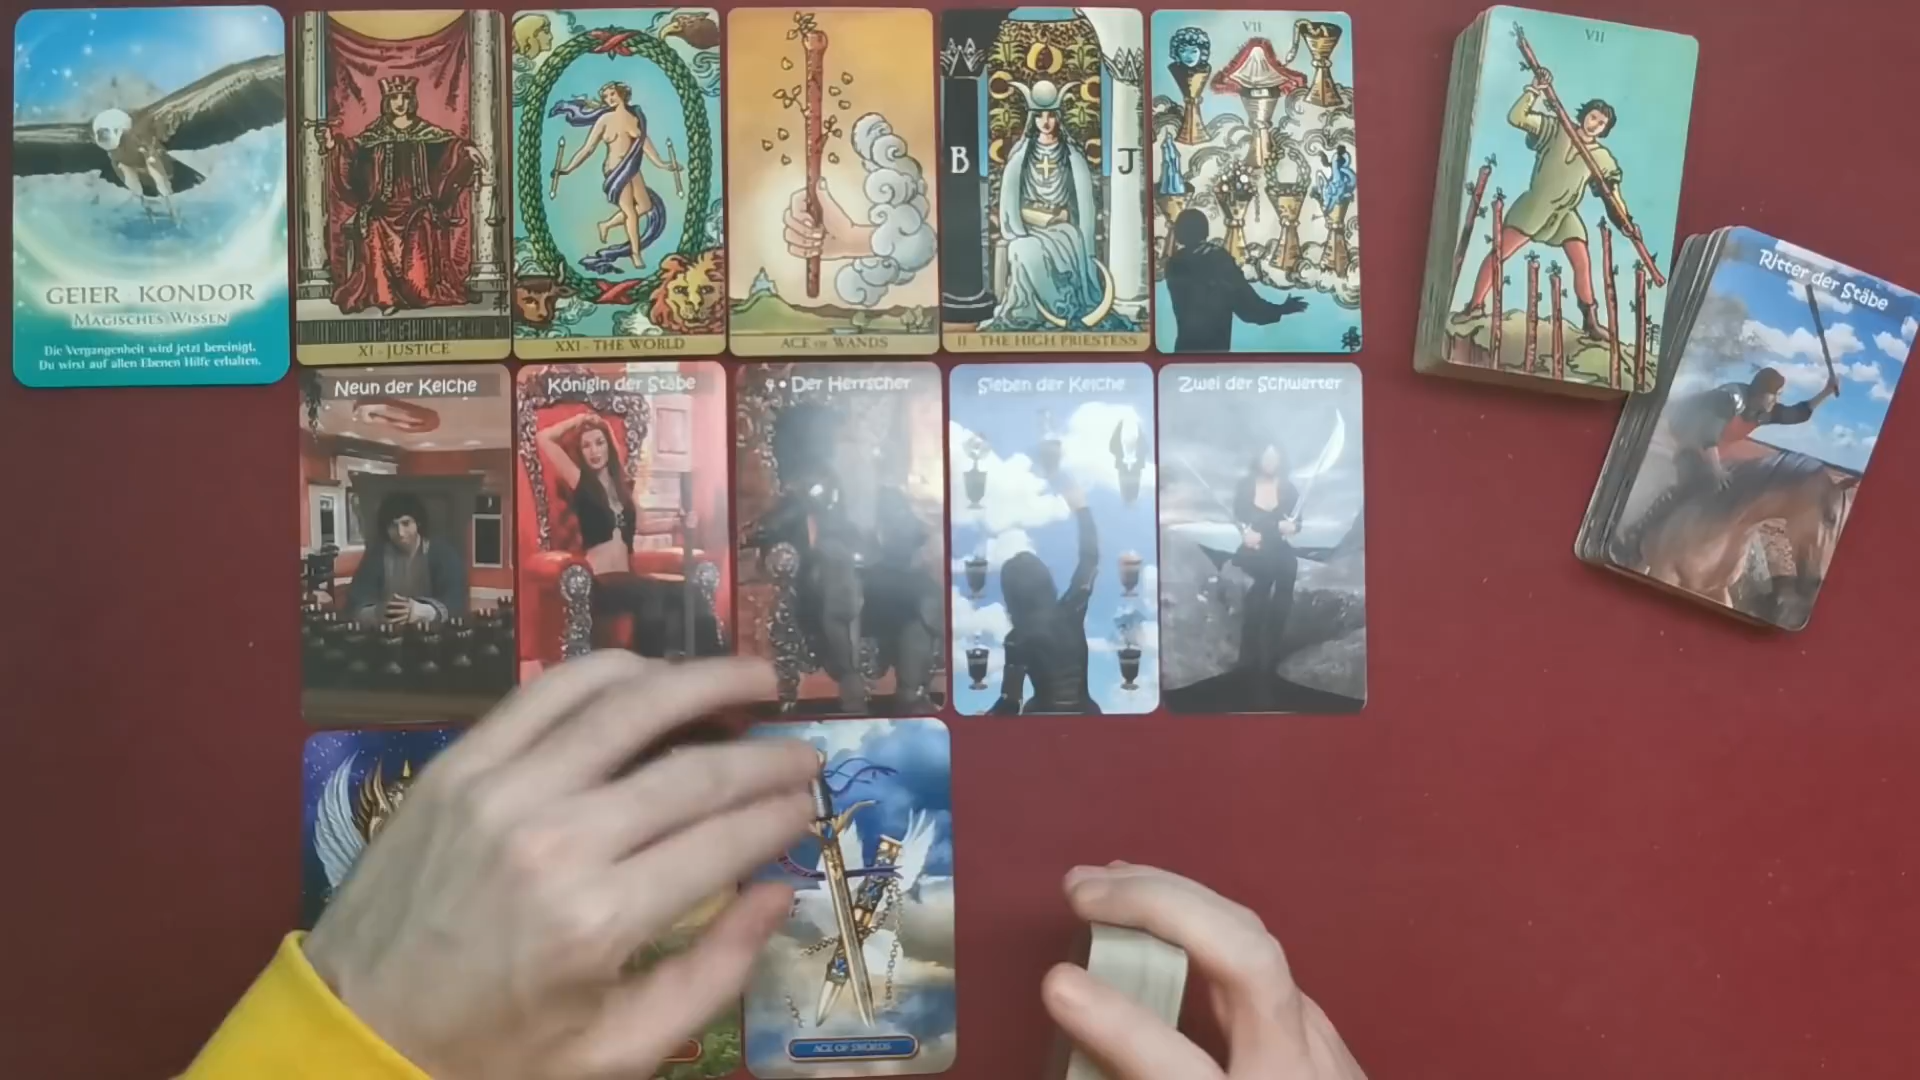 GEIER · KONDOR
MAGISCHES WISSEN
Die Vergangenheit wird jetzt bereinigt.
Du wirst auf allen Ebenen Hilfe erhalten.
XI - JUSTICE
XXI - THE WORLD
ACE OF WANDS
B
J
II THE HIGH PRIESTESS
VII
VII
Ritter der Stäbe
Neun der Kelche
Königin der Stäbe
4 • Der Herrscher
Sieben der Kelche
Zwei der Schwerter
ACE OF SWORDS